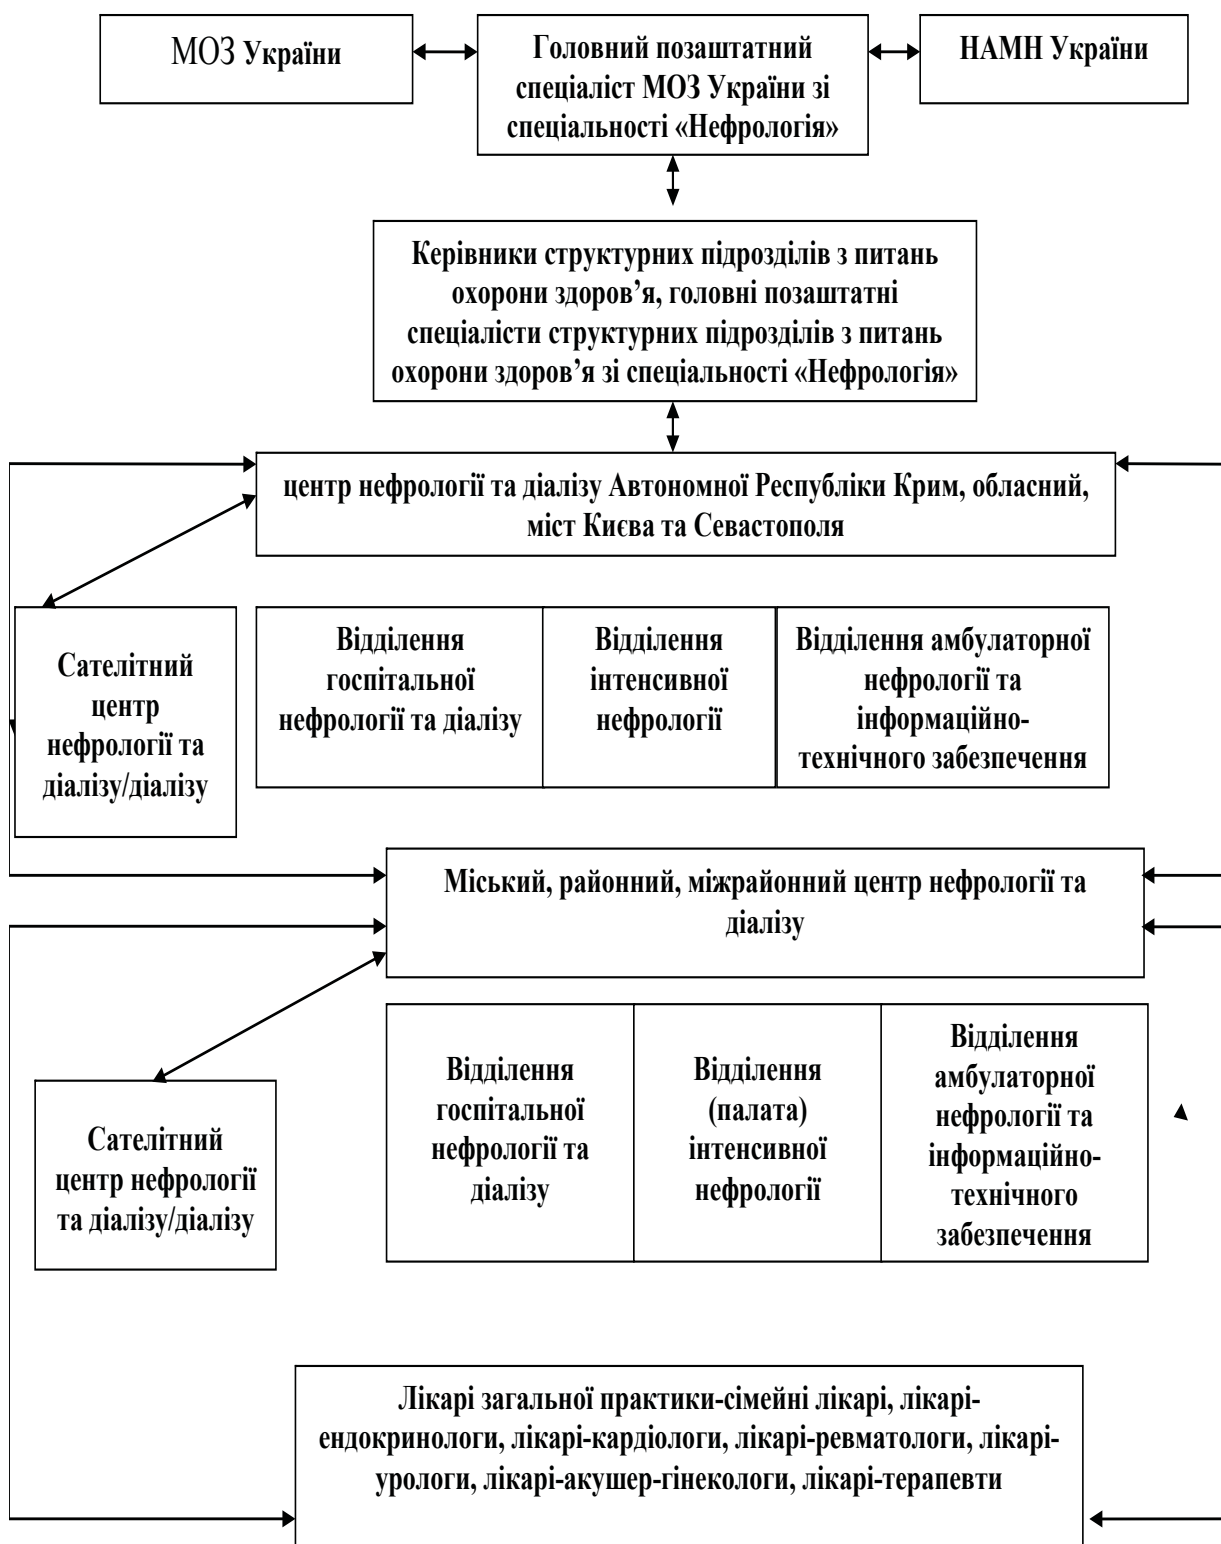 МОЗ України
Головний позаштатний
спеціаліст МОЗ України зі
спеціальності «Нефрологія»
НАМН України
Керівники структурних підрозділів з питань
охорони здоров’я, головні позаштатні
спеціалісти структурних підрозділів з питань
охорони здоров’я зі спеціальності «Нефрологія»
центр нефрології та діалізу Автономної Республіки Крим, обласний,
міст Києва та Севастополя
Сателітний
центр
нефрології та
діалізу/діалізу
Відділення
госпітальної
нефрології та діалізу
Відділення
інтенсивної
нефрології
Відділення амбулаторної
нефрології та
інформаційно-
технічного забезпечення
Міський, районний, міжрайонний центр нефрології та
діалізу
Сателітний
центр нефрології
та діалізу/діалізу
Відділення
госпітальної
нефрології та
діалізу
Відділення
(палата)
інтенсивної
нефрології
Відділення
амбулаторної
нефрології та
інформаційно-
технічного
забезпечення
Лікарі загальної практики-сімейні лікарі, лікарі-
ендокринологи, лікарі-кардіологи, лікарі-ревматологи, лікарі-
урологи, лікарі-акушер-гінекологи, лікарі-терапевти